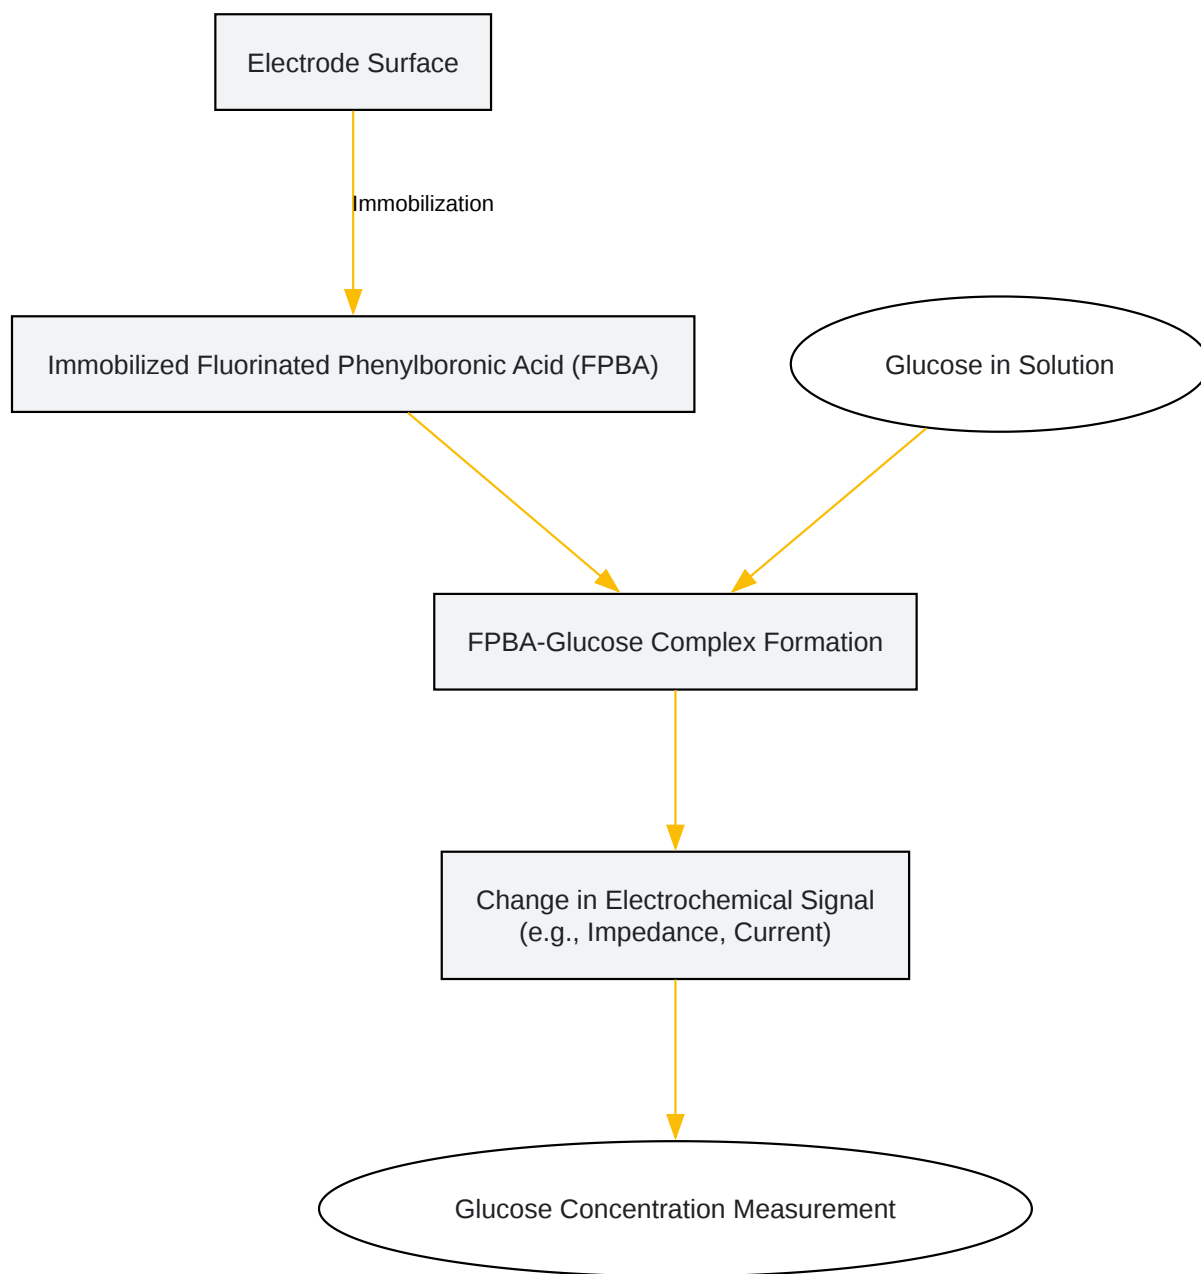 Electrode Surface
Immobilization
Immobilized Fluorinated Phenylboronic Acid (FPBA)
Glucose in Solution
FPBA-Glucose Complex Formation
Change in Electrochemical Signal
(e.g., Impedance, Current)
Glucose Concentration Measurement